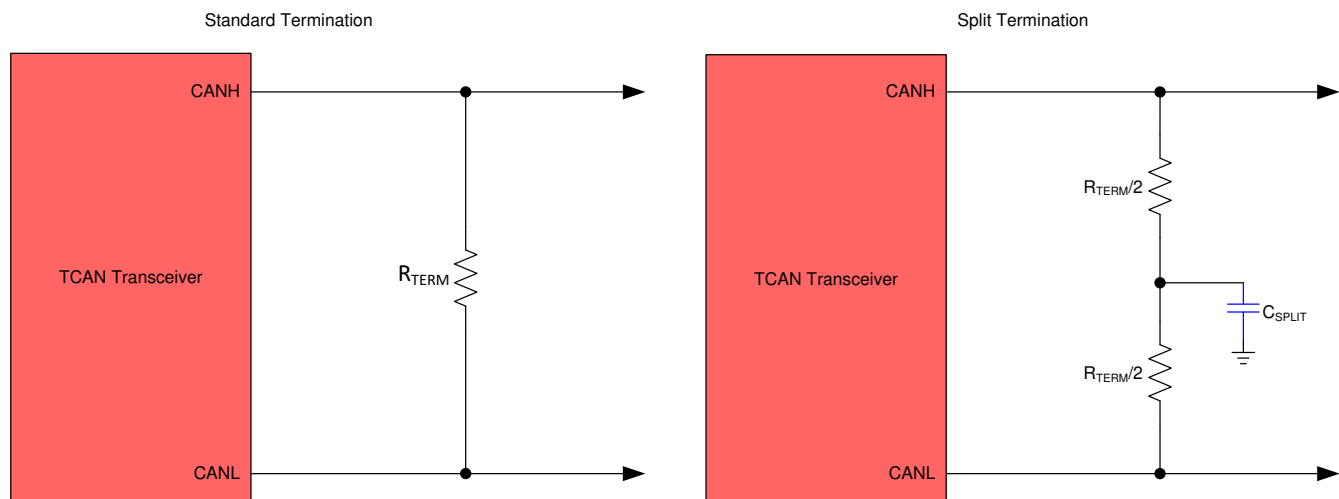 Standard Termination
CANH
TCAN Transceiver
R_TERM
CANL
Split Termination
CANH
R_TERM/2
TCAN Transceiver
C_SPLIT
R_TERM/2
CANL